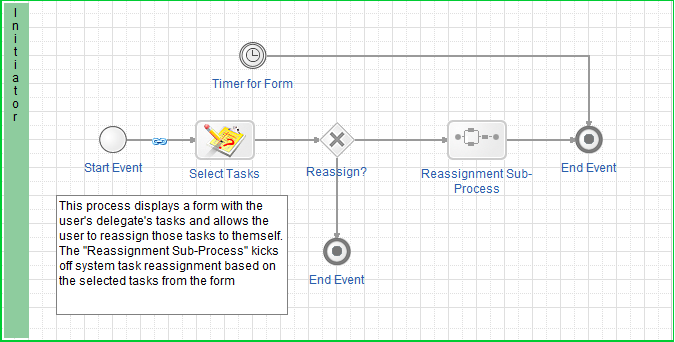 Initiator
Timer for Form
Start Event
Select Tasks
Reassign?
Reassignment Sub-
Process
End Event
This process displays a form with the
user's delegate's tasks and allows the
user to reassign those tasks to themself.
The "Reassignment Sub-Process" kicks
off system task reassignment based on
the selected tasks from the form
End Event